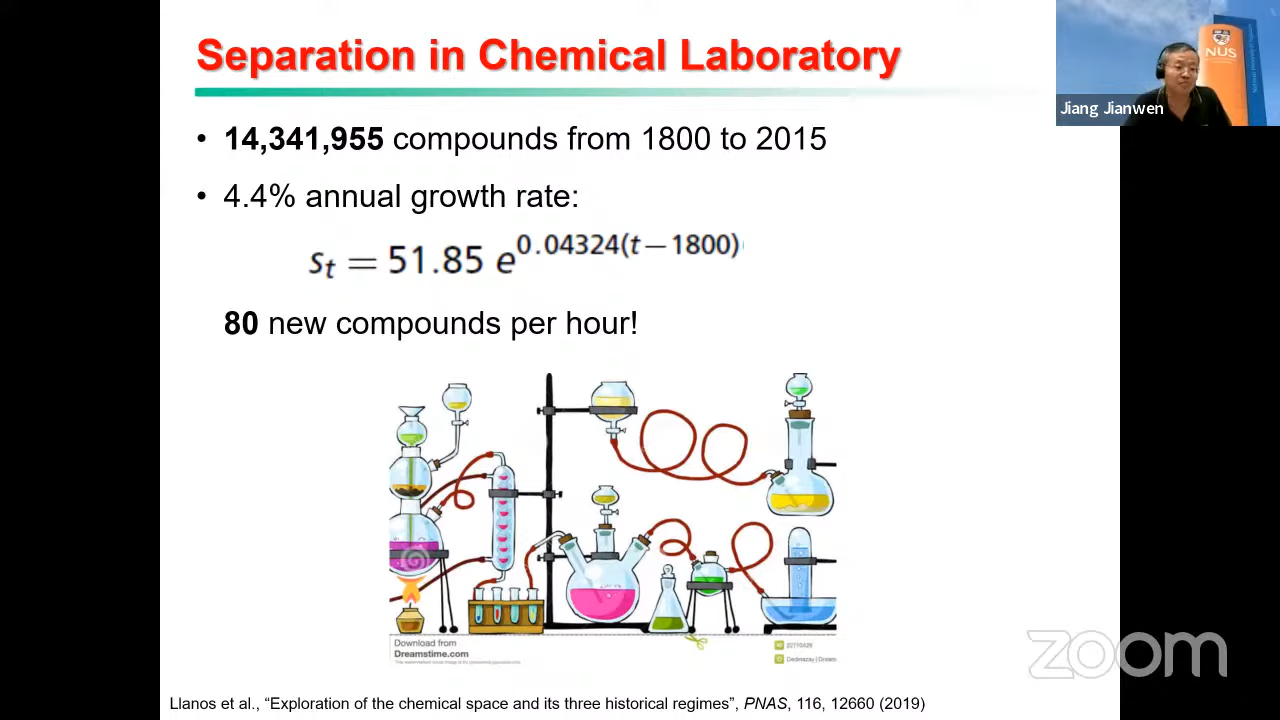 Separation in Chemical Laboratory
NUS
Jiang Jianwen
• 14,341,955 compounds from 1800 to 2015
• 4.4% annual growth rate:
sₜ = 51.85 e^0.04324(t−1800)
80 new compounds per hour!
Download from
Dreamstime.com
zoom
Llanos et al., “Exploration of the chemical space and its three historical regimes”, PNAS, 116, 12660 (2019)